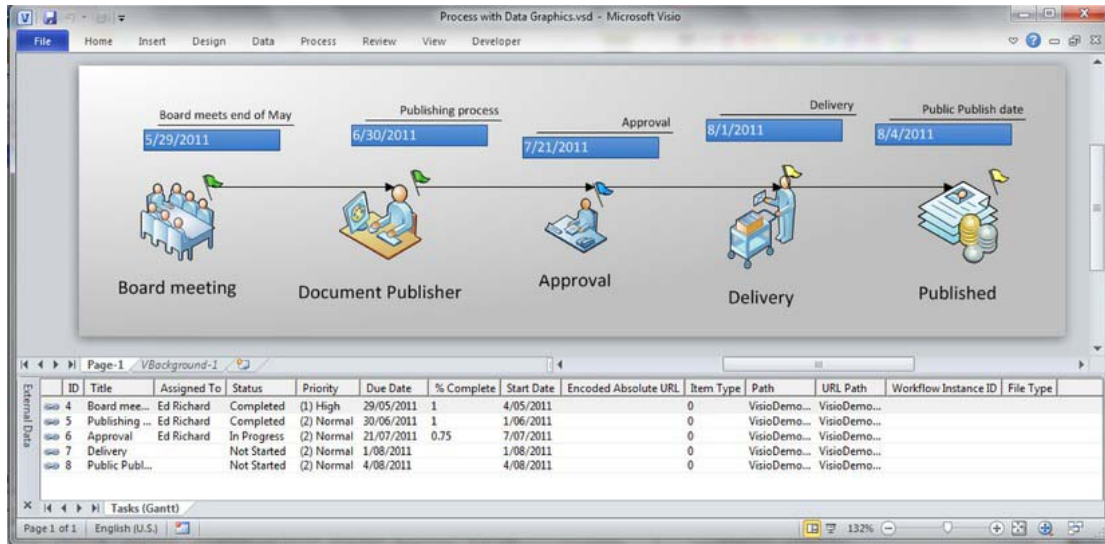 Process with Data Graphics.vsd - Microsoft Visio
File Home Insert Design Data Process Review View Developer
Board meets end of May
5/29/2011
Publishing process
6/30/2011
Approval
7/21/2011
Delivery
8/1/2011
Public Publish date
8/4/2011
Board meeting
Document Publisher
Approval
Delivery
Published
Page-1 VBackground-1
External Data
ID Title Assigned To Status Priority Due Date % Complete Start Date Encoded Absolute URL Item Type Path URL Path Workflow Instance ID File Type
4 Board mee... Ed Richard Completed (1) High 29/05/2011 1 4/05/2011 0 VisioDemo... VisioDemo...
5 Publishing ... Ed Richard Completed (2) Normal 30/06/2011 1 1/06/2011 0 VisioDemo... VisioDemo...
6 Approval Ed Richard In Progress (2) Normal 21/07/2011 0.75 7/07/2011 0 VisioDemo... VisioDemo...
7 Delivery Not Started (2) Normal 1/08/2011 1/08/2011 0 VisioDemo... VisioDemo...
8 Public Publ... Not Started (2) Normal 4/08/2011 4/08/2011 0 VisioDemo... VisioDemo...
Tasks (Gantt)
Page 1 of 1 English (U.S.) 132%